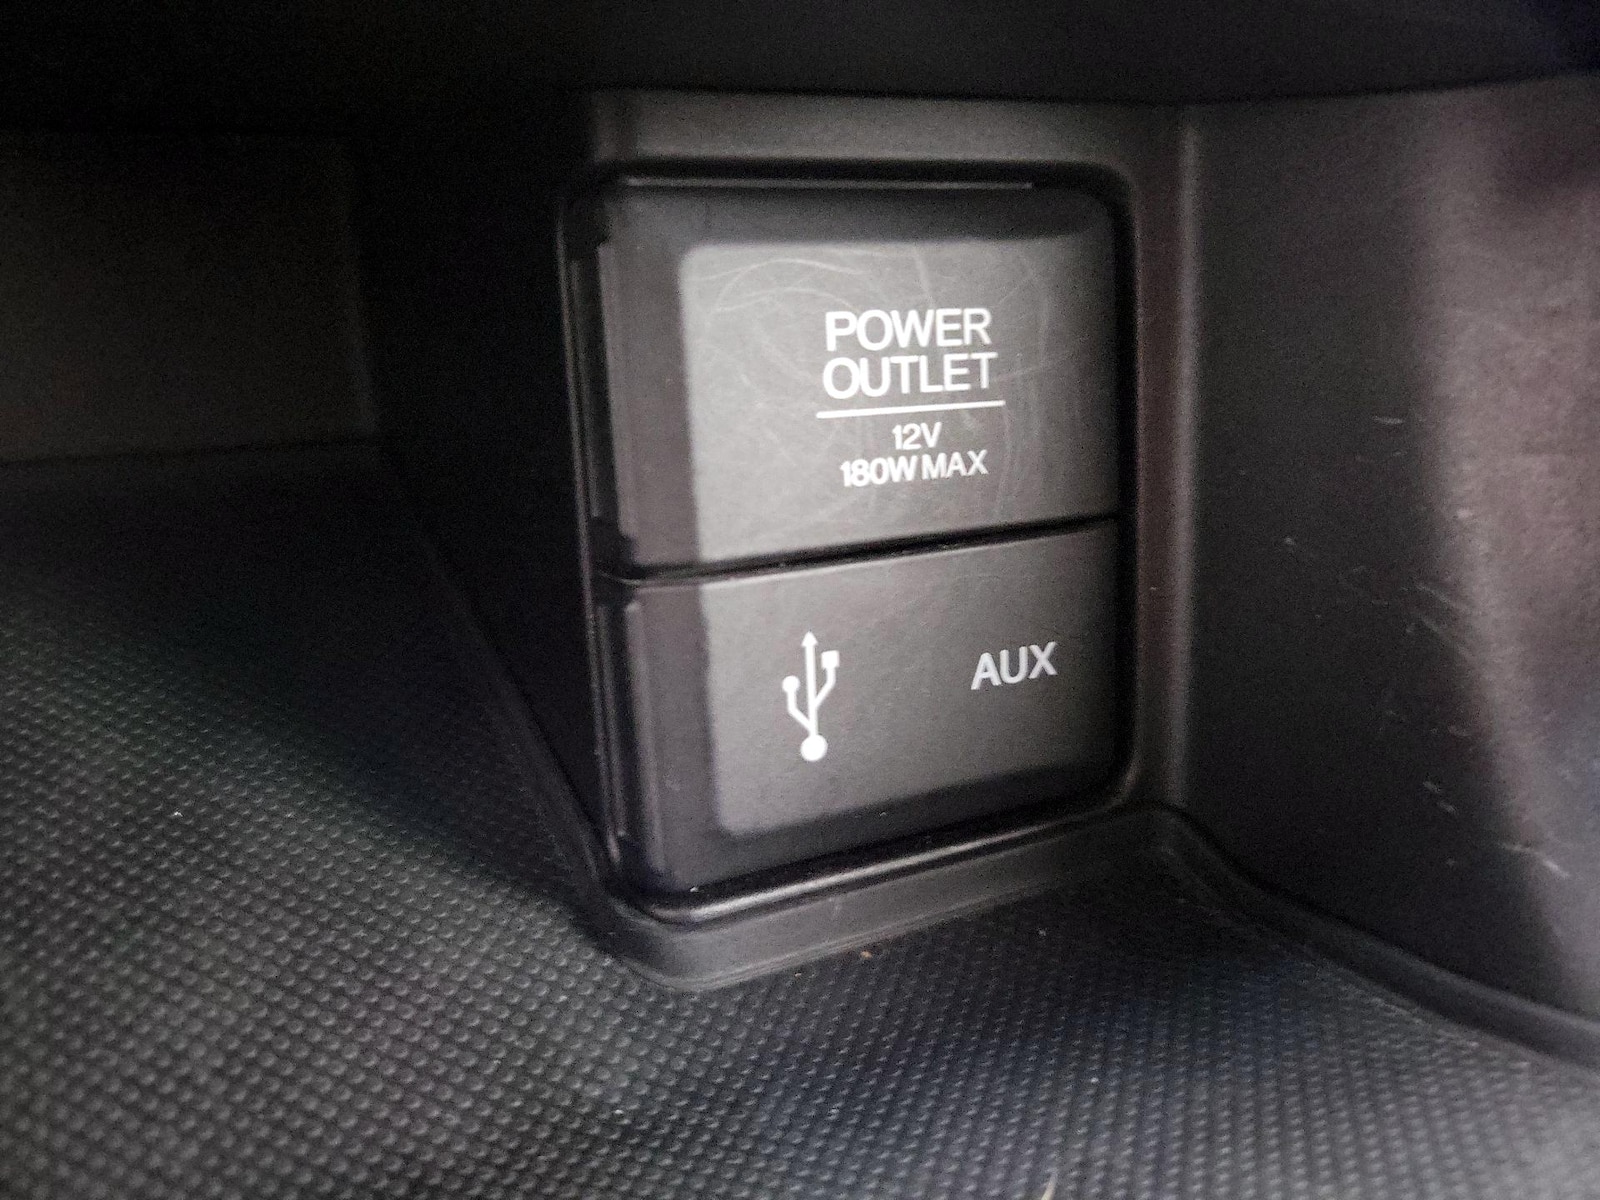 POWER
OUTLET
12V
180W MAX
AUX